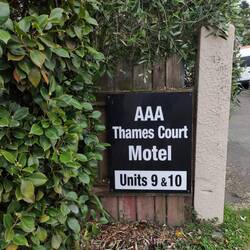 AAA
Thames Court
Motel
Units 9 & 10